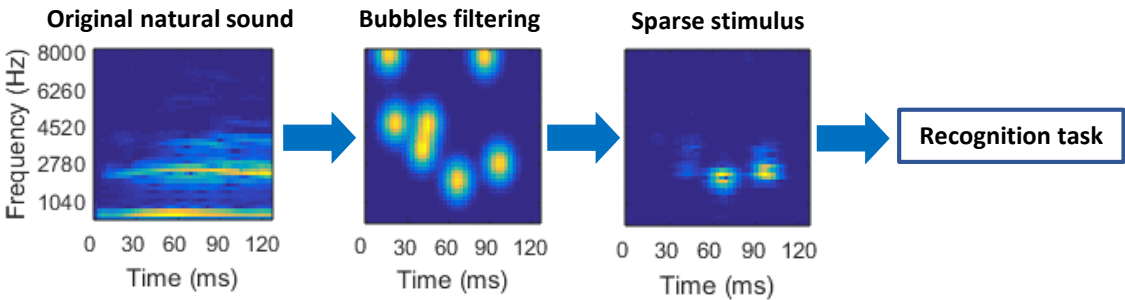 Original natural sound
Bubbles filtering
Sparse stimulus
Frequency (Hz)
8000
6260
4520
2780
1040
0 30 60 90 120
Time (ms)
0 30 60 90 120
Time (ms)
0 30 60 90 120
Time (ms)
Recognition task